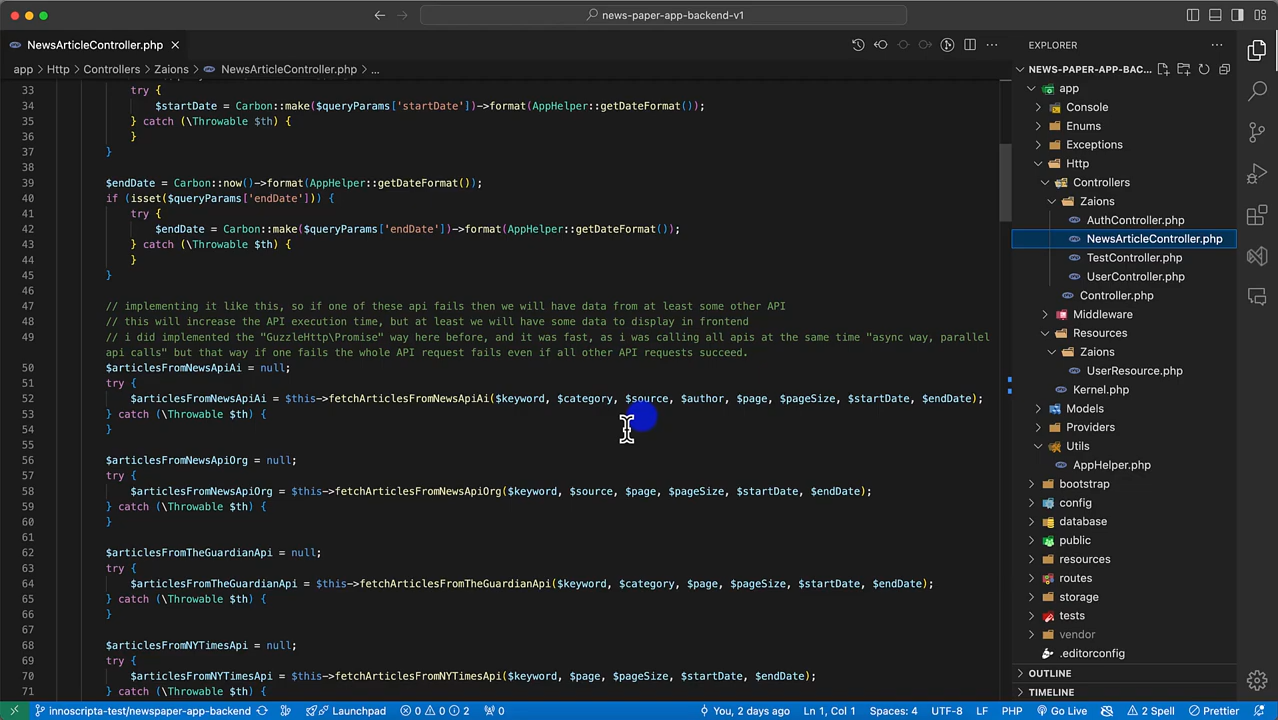 news-paper-app-backend-v1
NewsArticleController.php
app > Http > Controllers > Zaions > NewsArticleController.php > ...
33 try {
34 $startDate = Carbon::make($queryParams['startDate'])->format(AppHelper::getDateFormat());
35 } catch (\Throwable $th) {
36 }
37 }
38
39 $endDate = Carbon::now()->format(AppHelper::getDateFormat());
40 if (isset($queryParams['endDate'])) {
41 try {
42 $endDate = Carbon::make($queryParams['endDate'])->format(AppHelper::getDateFormat());
43 } catch (\Throwable $th) {
44 }
45 }
46
47 // implementing it like this, so if one of these api fails then we will have data from at least some other API
48 // this will increase the API execution time, but at least we will have some data to display in frontend
49 // i did implemented the "GuzzleHttp\Promise" way here before, and it was fast, as i was calling all apis at the same time "async way, parallel
api calls" but that way if one fails the whole API request fails even if all other API requests succeed.
50 $articlesFromNewsApiAi = null;
51 try {
52 $articlesFromNewsApiAi = $this->fetchArticlesFromNewsApiAi($keyword, $category, $source, $author, $page, $pageSize, $startDate, $endDate);
53 } catch (\Throwable $th) {
54 }
55
56 $articlesFromNewsApiOrg = null;
57 try {
58 $articlesFromNewsApiOrg = $this->fetchArticlesFromNewsApiOrg($keyword, $source, $page, $pageSize, $startDate, $endDate);
59 } catch (\Throwable $th) {
60 }
61
62 $articlesFromTheGuardianApi = null;
63 try {
64 $articlesFromTheGuardianApi = $this->fetchArticlesFromTheGuardianApi($keyword, $category, $page, $pageSize, $startDate, $endDate);
65 } catch (\Throwable $th) {
66 }
67
68 $articlesFromNYTimesApi = null;
69 try {
70 $articlesFromNYTimesApi = $this->fetchArticlesFromNYTimesApi($keyword, $page, $pageSize, $startDate, $endDate);
71 } catch (\Throwable $th) {
EXPLORER
NEWS-PAPER-APP-BAC...
app
Console
Enums
Exceptions
Http
Controllers
Zaions
AuthController.php
NewsArticleController.php
TestController.php
UserController.php
Controller.php
Middleware
Resources
Zaions
UserResource.php
Kernel.php
Models
Providers
Utils
AppHelper.php
bootstrap
config
database
public
resources
routes
storage
tests
vendor
.editorconfig
OUTLINE
TIMELINE
innoscripta-test/newspaper-app-backend Launchpad 0 0 2 0 You, 2 days ago Ln 1, Col 1 Spaces: 4 UTF-8 LF PHP Go Live 2 Spell Prettier